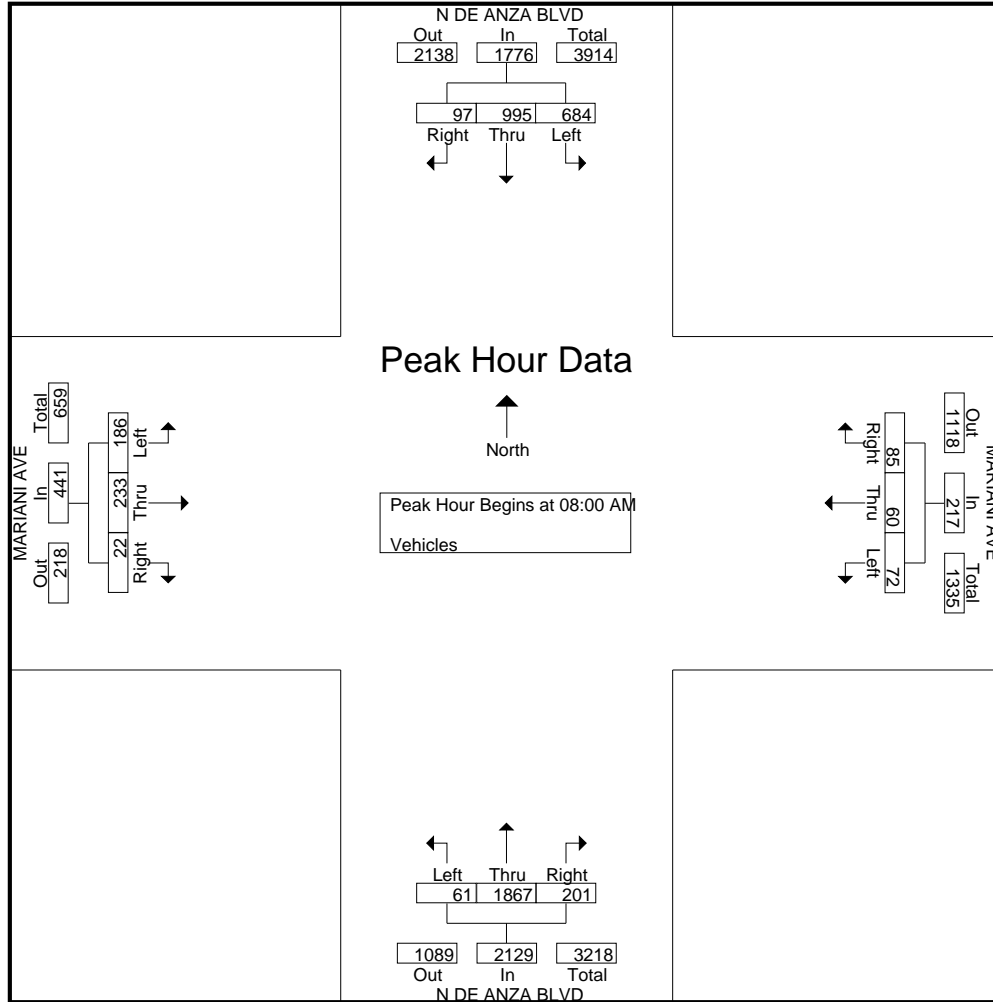 N DE ANZA BLVD
Out In Total
2138 1776 3914
97 995 684
Right Thru Left
Peak Hour Data
North
Peak Hour Begins at 08:00 AM
Vehicles
MARIANI AVE
Out In Total
218 441 659
22 233 186
Right Thru Left
MARIANI AVE
Out In Total
1118 217 1335
85 60 72
Right Thru Left
Left Thru Right
61 1867 201
1089 2129 3218
Out In Total
N DE ANZA BLVD